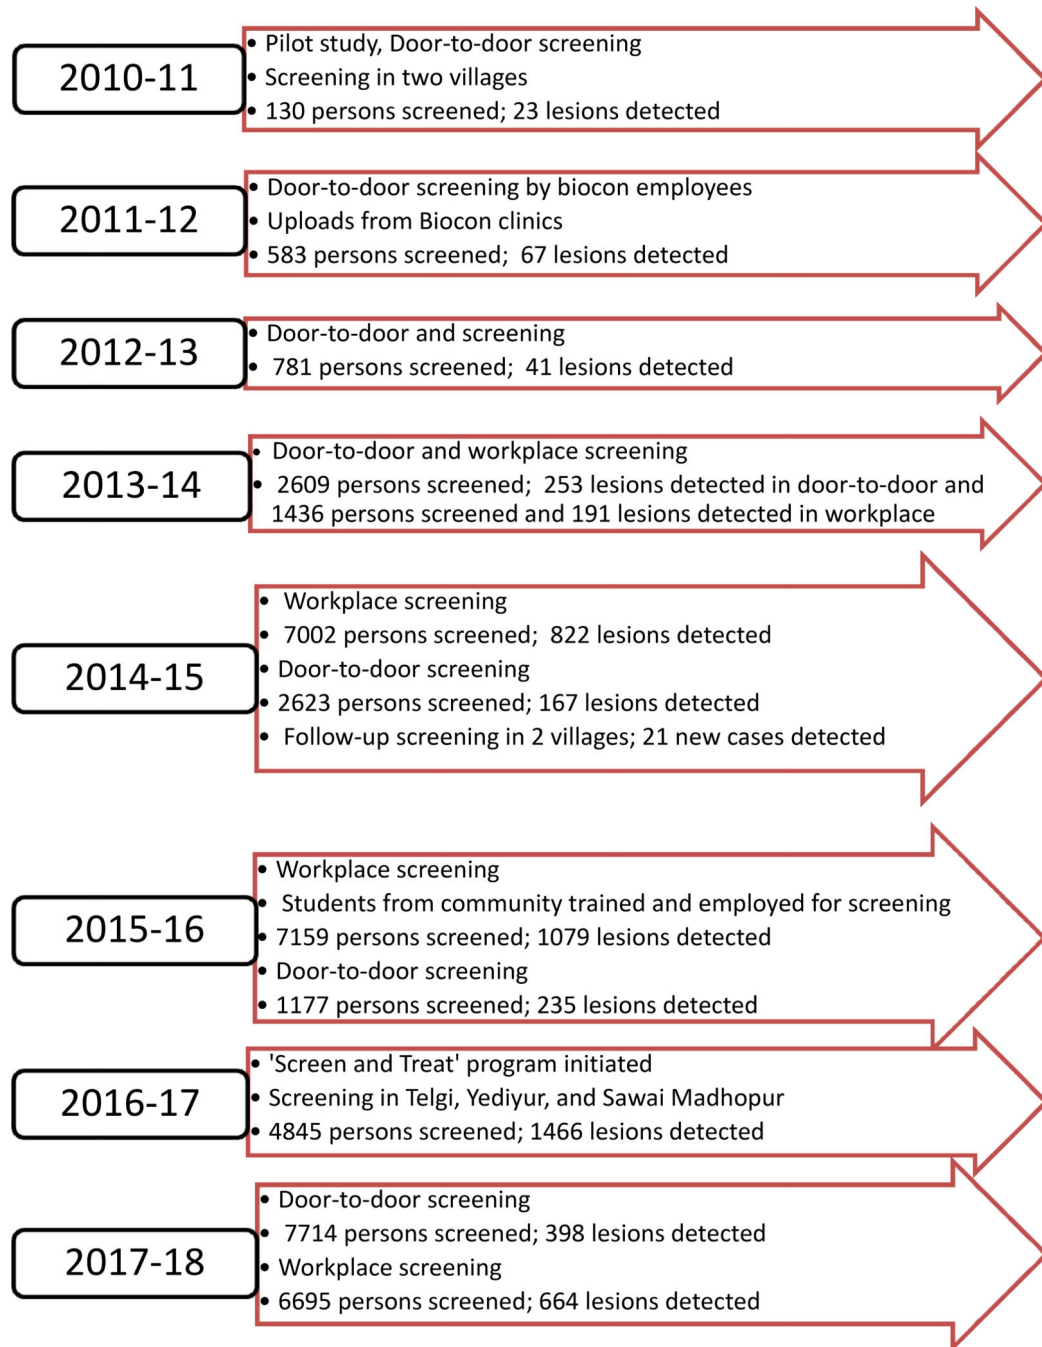 2010-11
• Pilot study, Door-to-door screening
• Screening in two villages
• 130 persons screened; 23 lesions detected
2011-12
• Door-to-door screening by biocon employees
• Uploads from Biocon clinics
• 583 persons screened; 67 lesions detected
2012-13
• Door-to-door and screening
• 781 persons screened; 41 lesions detected
2013-14
• Door-to-door and workplace screening
• 2609 persons screened; 253 lesions detected in door-to-door and
1436 persons screened and 191 lesions detected in workplace
2014-15
• Workplace screening
• 7002 persons screened; 822 lesions detected
• Door-to-door screening
• 2623 persons screened; 167 lesions detected
• Follow-up screening in 2 villages; 21 new cases detected
2015-16
• Workplace screening
• Students from community trained and employed for screening
• 7159 persons screened; 1079 lesions detected
• Door-to-door screening
• 1177 persons screened; 235 lesions detected
2016-17
• 'Screen and Treat' program initiated
• Screening in Telgi, Yediyur, and Sawai Madhopur
• 4845 persons screened; 1466 lesions detected
2017-18
• Door-to-door screening
• 7714 persons screened; 398 lesions detected
• Workplace screening
• 6695 persons screened; 664 lesions detected